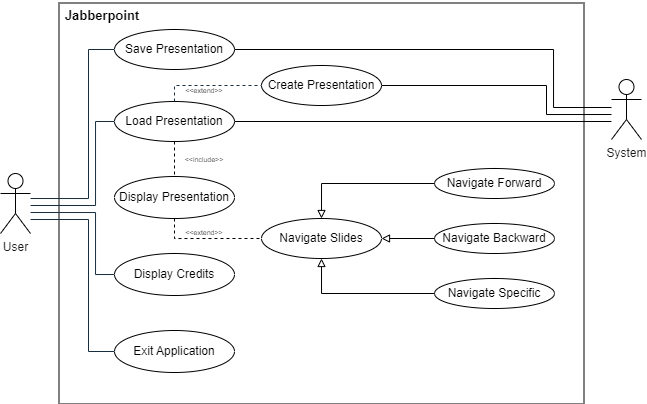 Jabberpoint
Save Presentation
<<extend>>
Create Presentation
Load Presentation
System
<<include>>
Navigate Forward
Display Presentation
User
<<extend>>
Navigate Slides
Navigate Backward
Display Credits
Navigate Specific
Exit Application